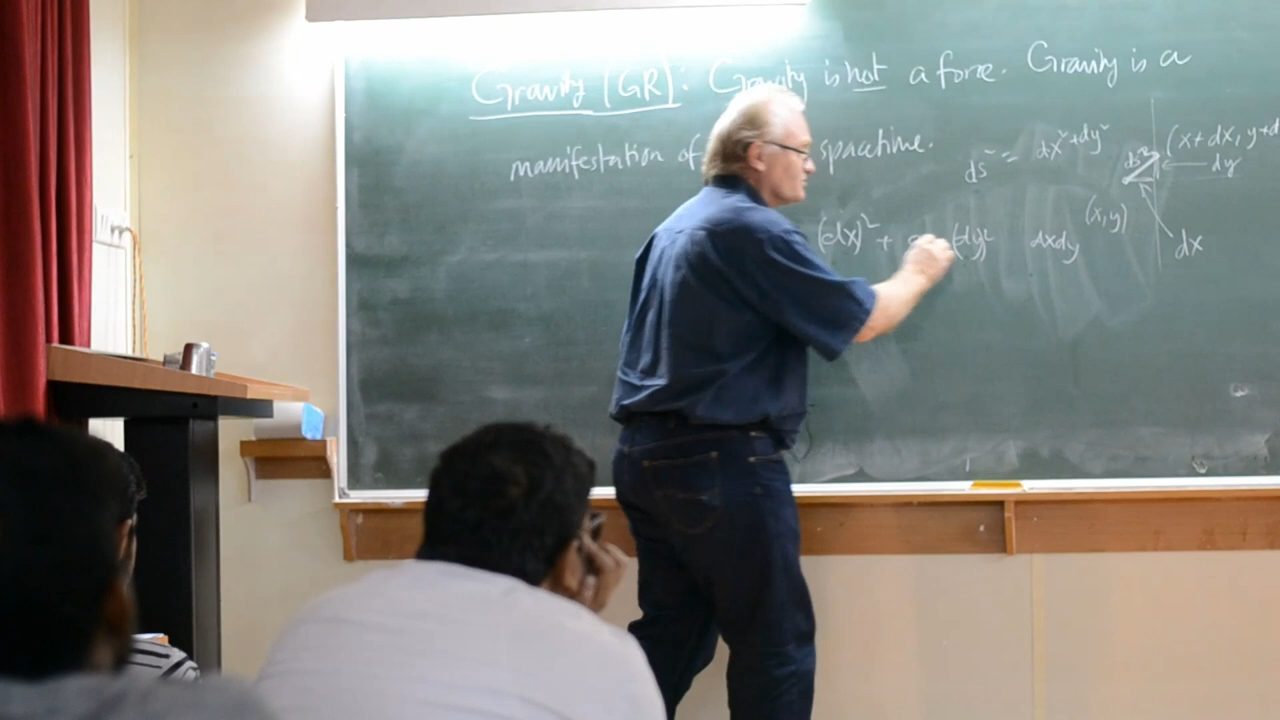 Gravity (GR): Gravity is not a force. Gravity is a
manifestation of spacetime.
ds² = dx² + dy²
(x+dx, y+d
ds
dy
(x,y)
dx
(dx)² + (dy)² dxdy